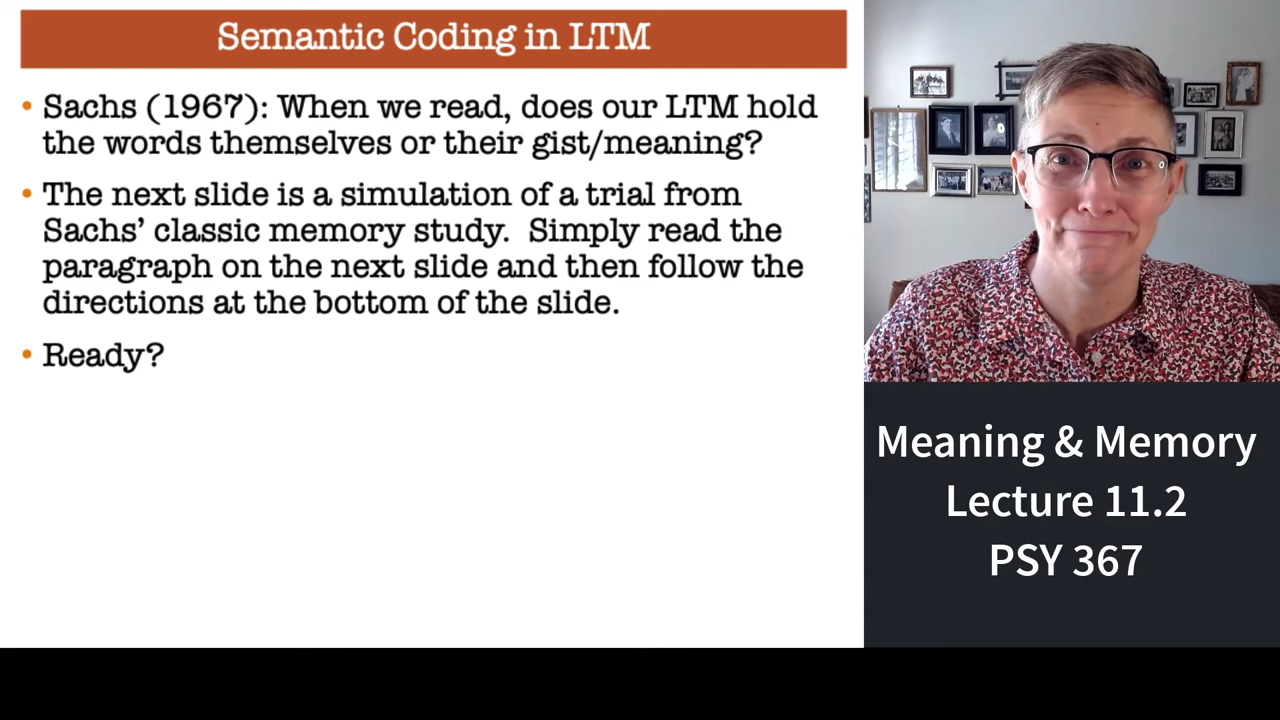 Semantic Coding in LTM
• Sachs (1967): When we read, does our LTM hold
the words themselves or their gist/meaning?
• The next slide is a simulation of a trial from
Sachs’ classic memory study.  Simply read the
paragraph on the next slide and then follow the
directions at the bottom of the slide.
• Ready?
Meaning & Memory
Lecture 11.2
PSY 367